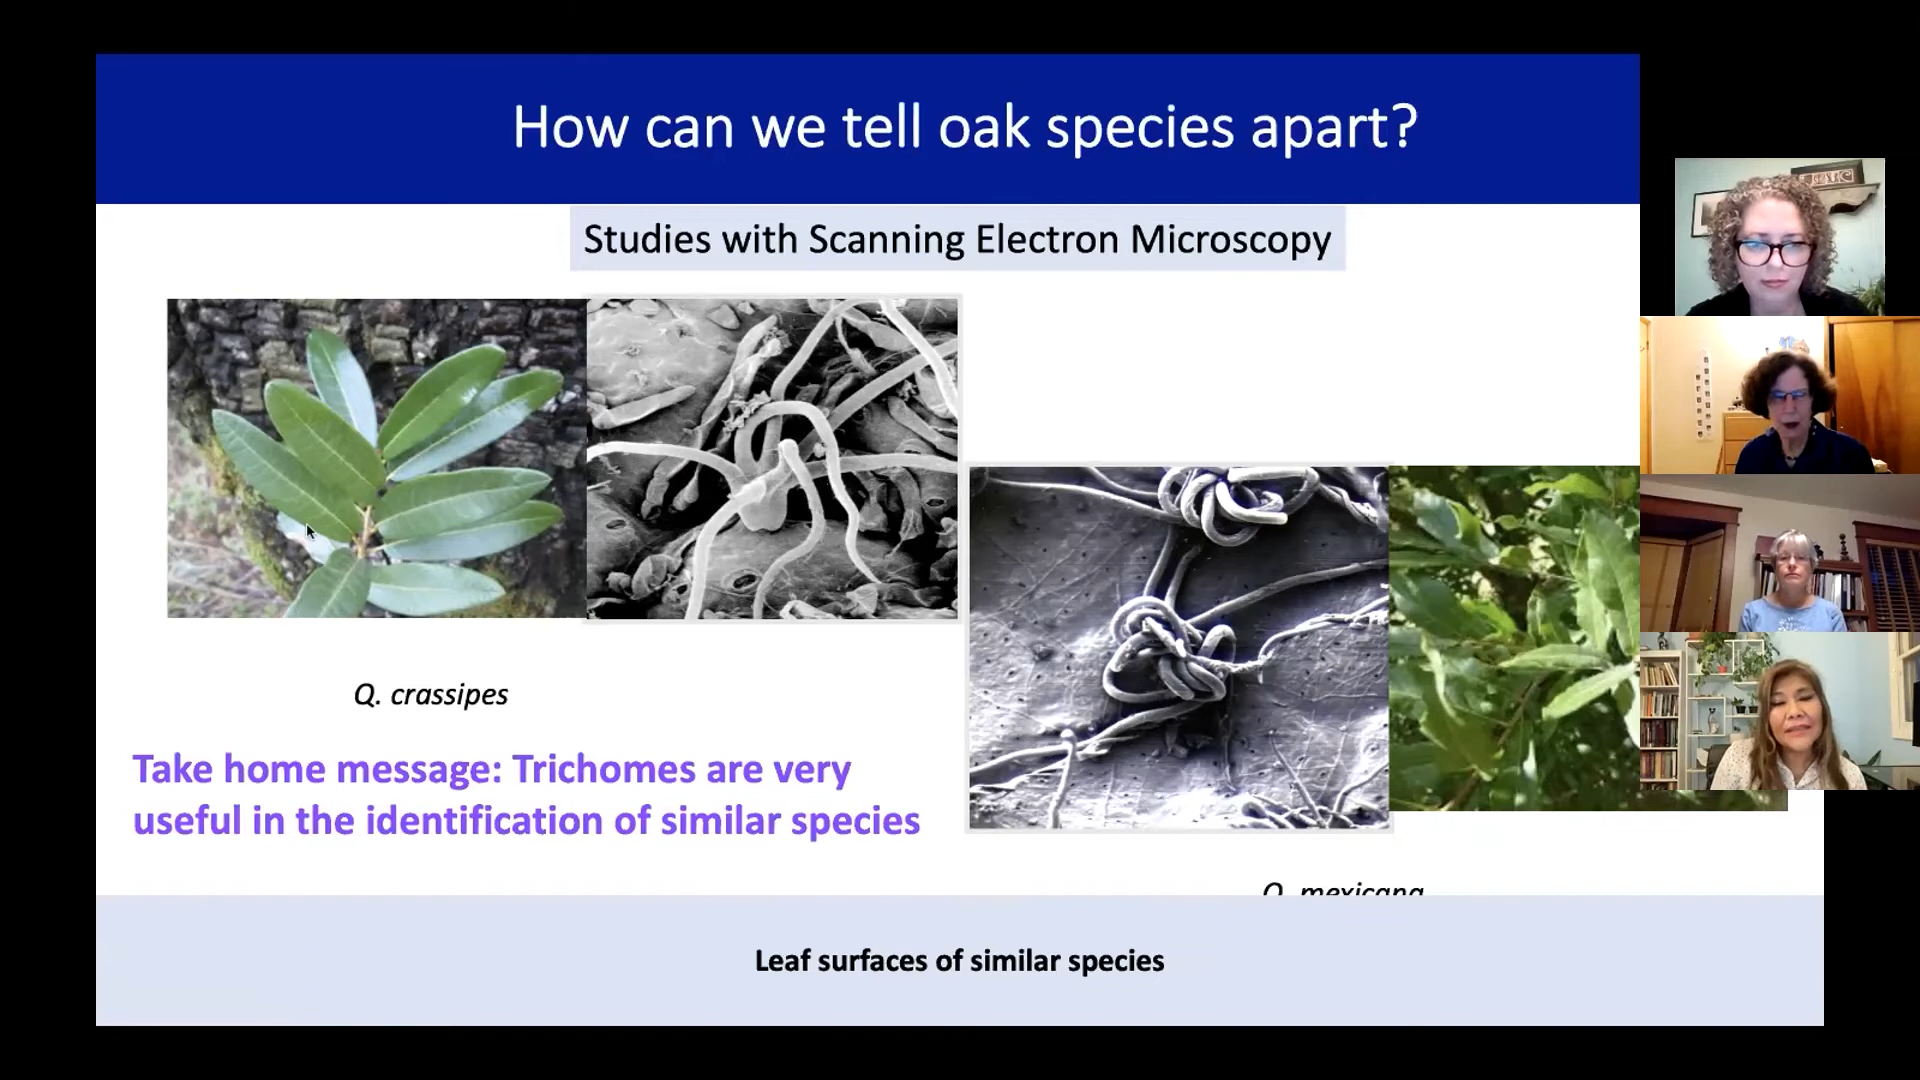 How can we tell oak species apart?
Studies with Scanning Electron Microscopy
Q. crassipes
Take home message: Trichomes are very
useful in the identification of similar species
Q. mexicana
Leaf surfaces of similar species